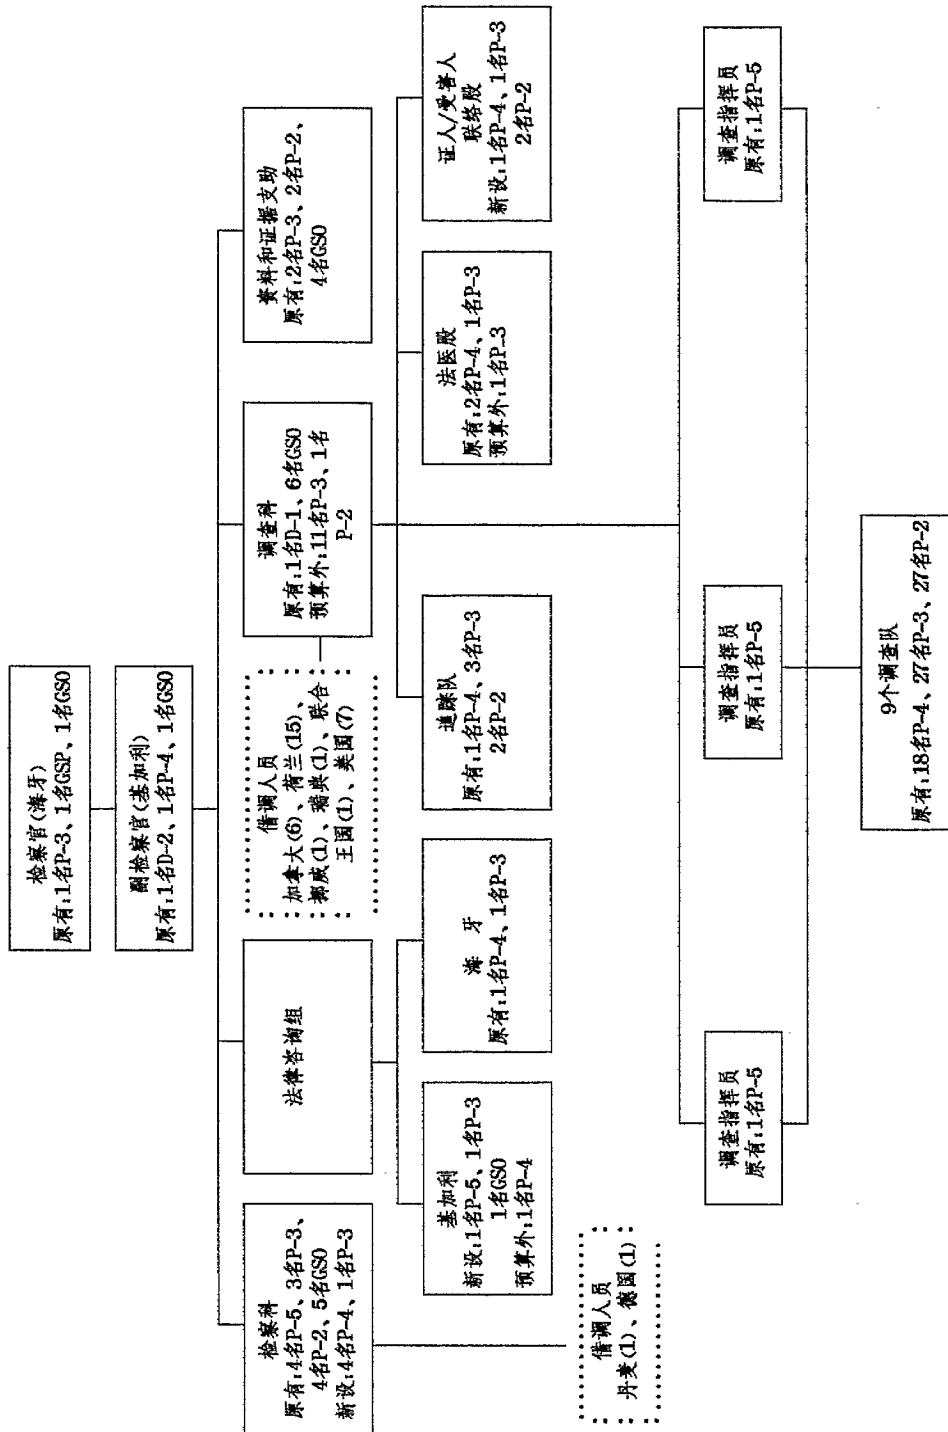 检察官(海牙)
原有:1名P-3、1名GSP、1名GSO
副检察官(基加利)
原有:1名D-2、1名P-4、1名GSO
检察科
原有:4名P-5、3名P-3、
4名P-2、5名GSO
新设:4名P-4、1名P-3
法律咨询组
借调人员
加拿大(6)、荷兰(15)、
挪威(1)、瑞典(1)、联合
王国(1)、美国(7)
调查科
原有:1名D-1、6名GSO
预算外:11名P-3、1名
P-2
资料和证据支助
原有:2名P-3、2名P-2、
4名GSO
基加利
新设:1名P-5、1名P-3
1名GSO
预算外:1名P-4
海 牙
原有:1名P-4、1名P-3
追踪队
原有:1名P-4、3名P-3
2名P-2
法医股
原有:2名P-4、1名P-3
预算外:1名P-3
证人/受害人
联络股
新设:1名P-4、1名P-3
2名P-2
借调人员
丹麦(1)、德国(1)
调查指挥员
原有:1名P-5
调查指挥员
原有:1名P-5
调查指挥员
原有:1名P-5
9个调查队
原有:18名P-4、27名P-3、27名P-2